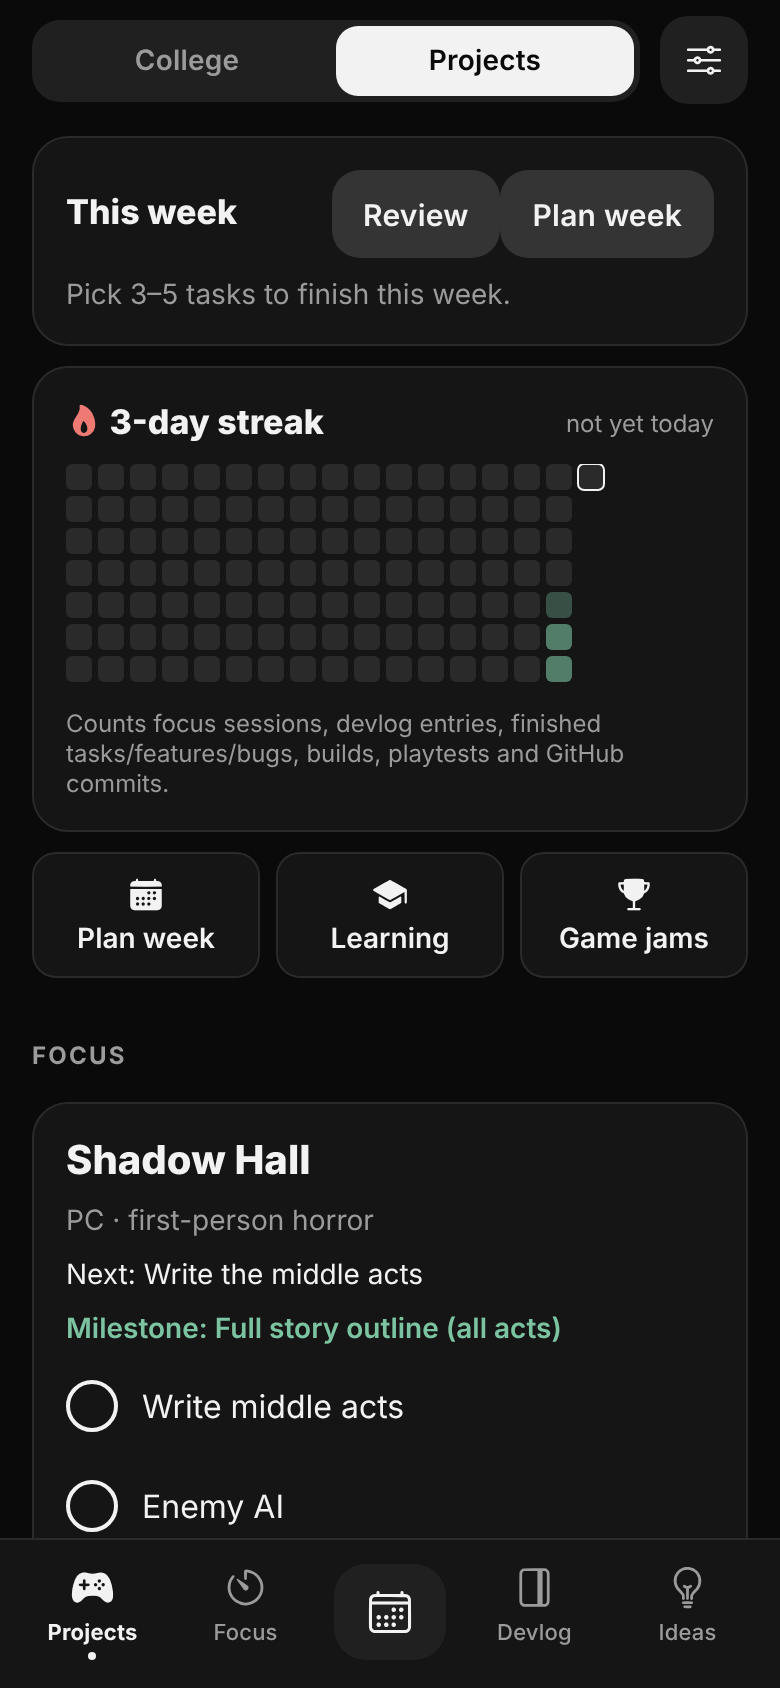 College
Projects
This week
Review
Plan week
Pick 3–5 tasks to finish this week.
3-day streak
not yet today
Counts focus sessions, devlog entries, finished
tasks/features/bugs, builds, playtests and GitHub
commits.
Plan week
Learning
Game jams
FOCUS
Shadow Hall
PC · first-person horror
Next: Write the middle acts
Milestone: Full story outline (all acts)
Write middle acts
Enemy AI
Projects
Focus
Devlog
Ideas